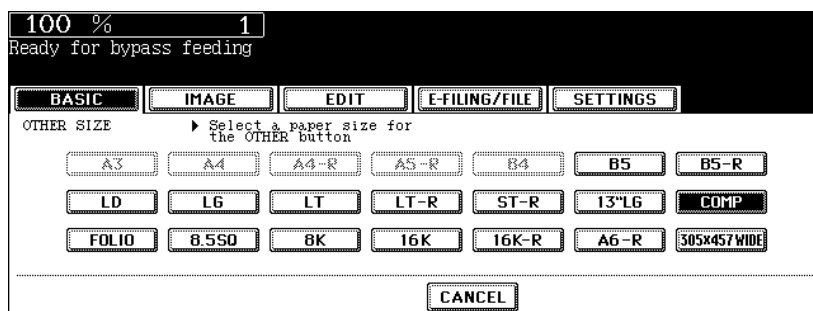 100 % 1
Ready for bypass feeding
BASIC IMAGE EDIT E-FILING/FILE SETTINGS
OTHER SIZE ▶ Select a paper size for
the OTHER button
A3 A4 A4-R A5-R B4 B5 B5-R
LD LG LT LT-R ST-R 13"LG COMP
FOLIO 8.5SQ 8K 16K 16K-R A6-R 305x457 WIDE
CANCEL